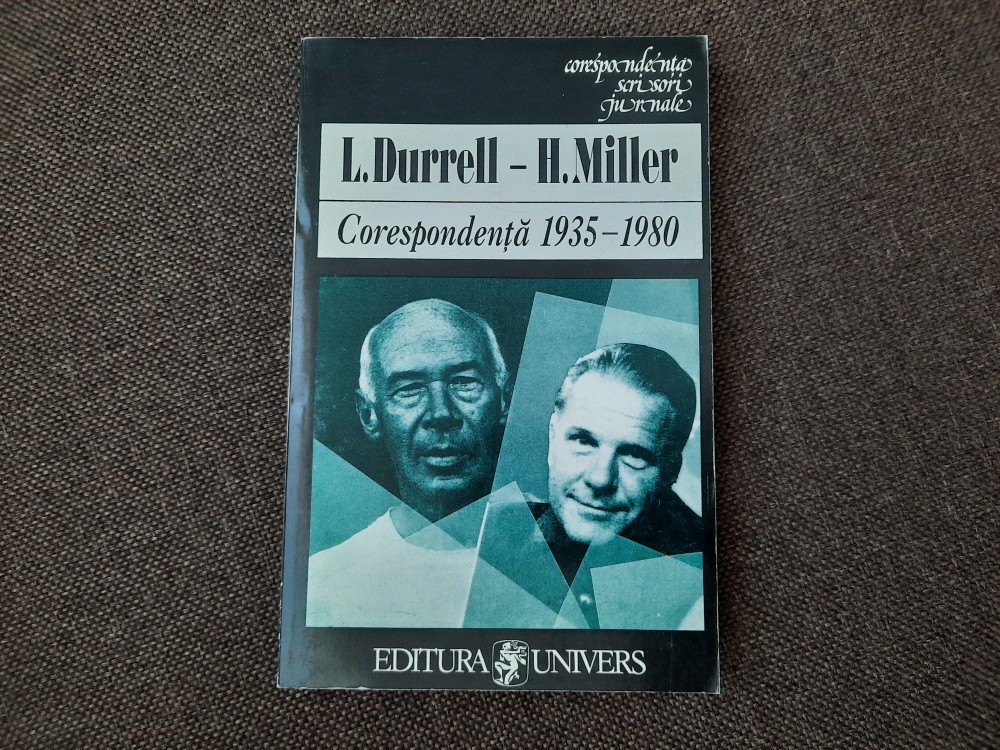 corespondența
scrisori
jurnale
L.Durrell – H.Miller
Corespondență 1935–1980
EDITURA UNIVERS